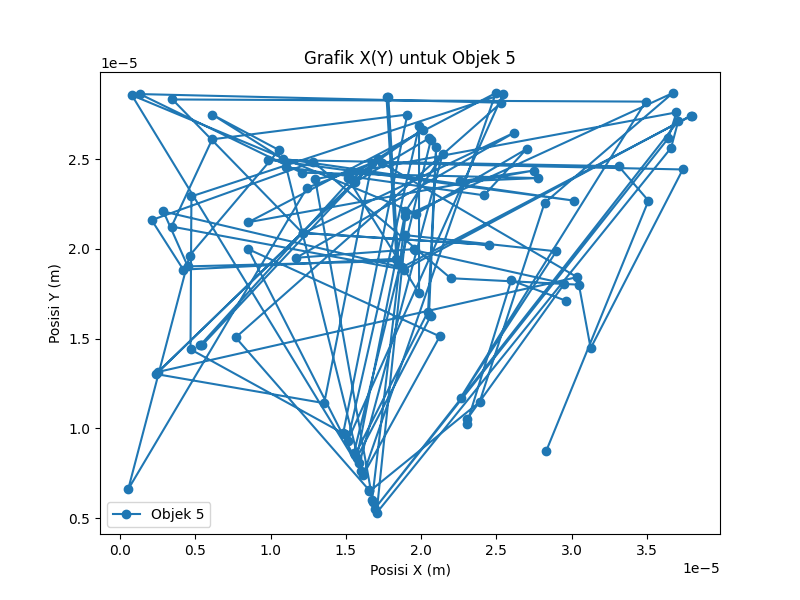 Grafik X(Y) untuk Objek 5
1e−5
2.5
2.0
1.5
1.0
0.5
Posisi Y (m)
Objek 5
0.0 0.5 1.0 1.5 2.0 2.5 3.0 3.5
Posisi X (m)
1e−5